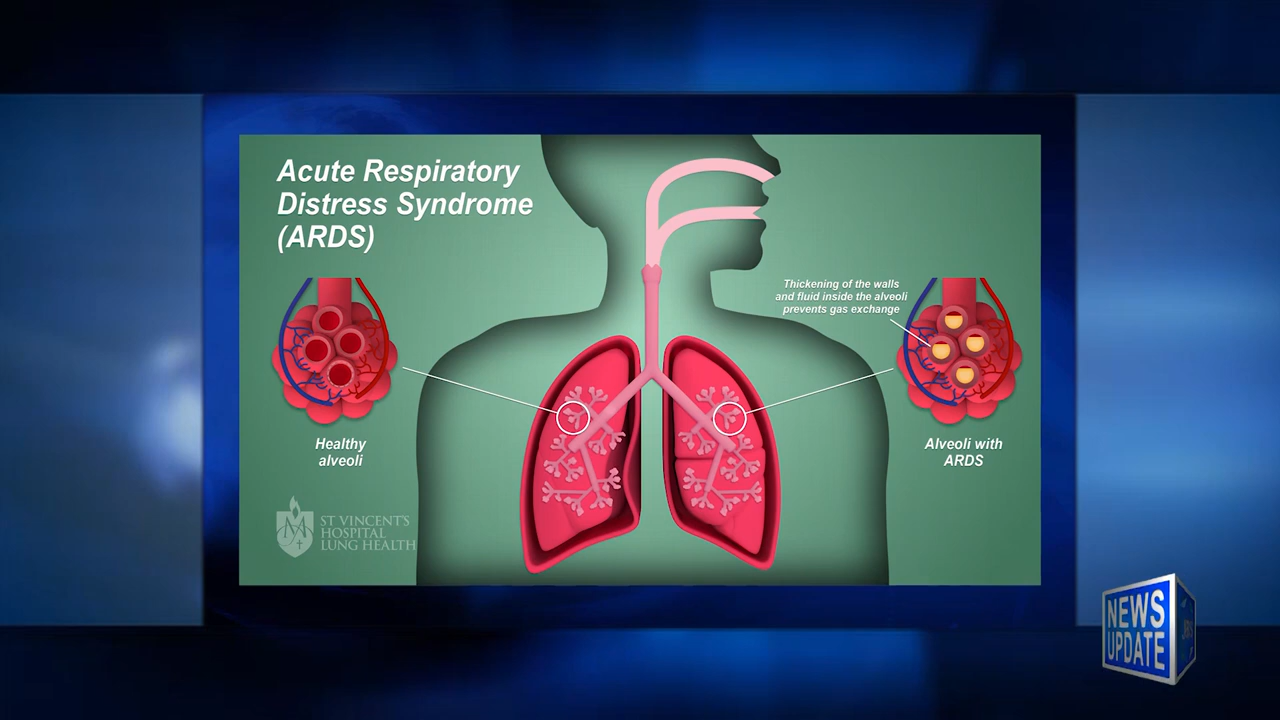 Acute Respiratory
Distress Syndrome
(ARDS)
Thickening of the walls
and fluid inside the alveoli
prevents gas exchange
Healthy
alveoli
Alveoli with
ARDS
ST VINCENT'S
HOSPITAL
LUNG HEALTH
NEWS
UPDATE